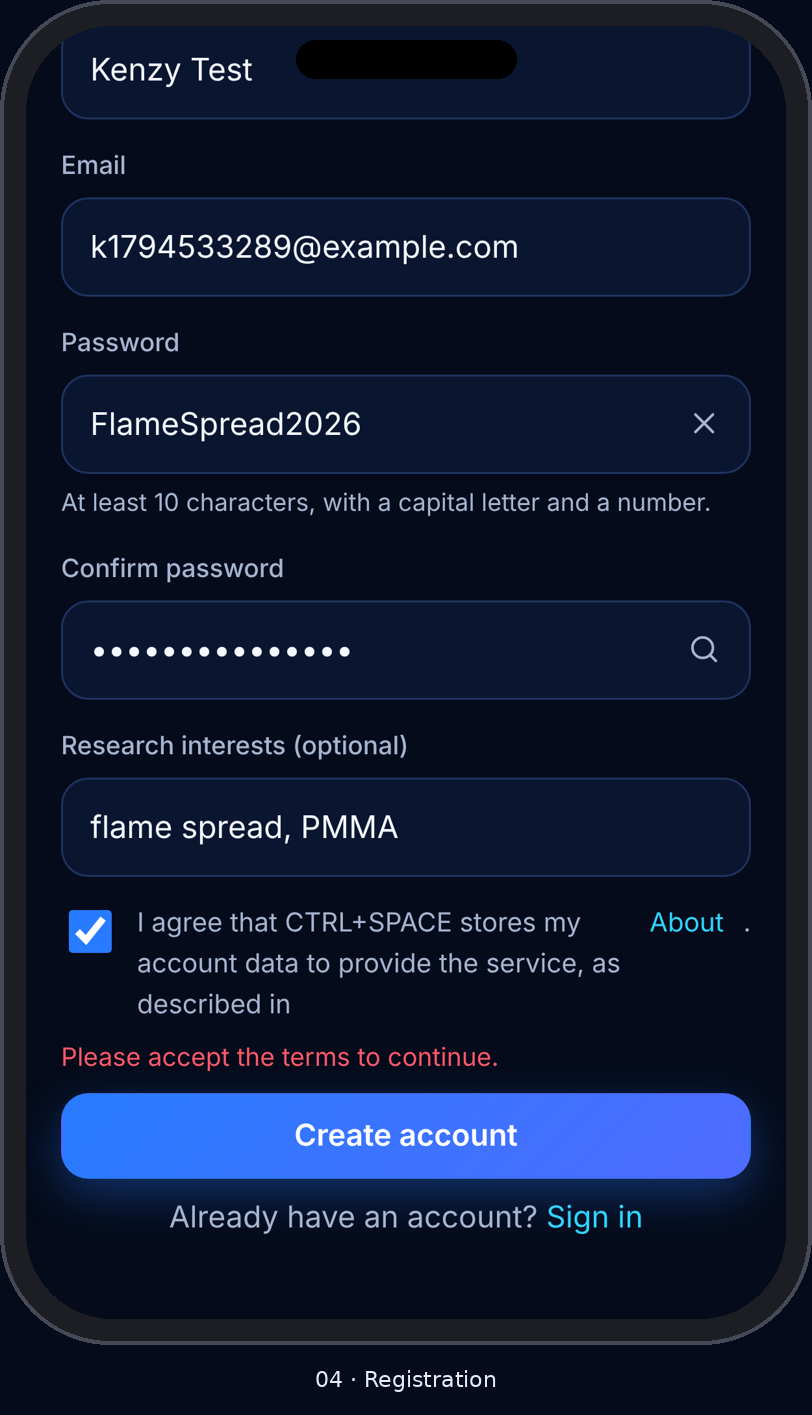 Kenzy Test
Email
k1794533289@example.com
Password
FlameSpread2026
At least 10 characters, with a capital letter and a number.
Confirm password
•••••••••••••••
Research interests (optional)
flame spread, PMMA
I agree that CTRL+SPACE stores my About .
account data to provide the service, as
described in
Please accept the terms to continue.
Create account
Already have an account? Sign in
04 · Registration